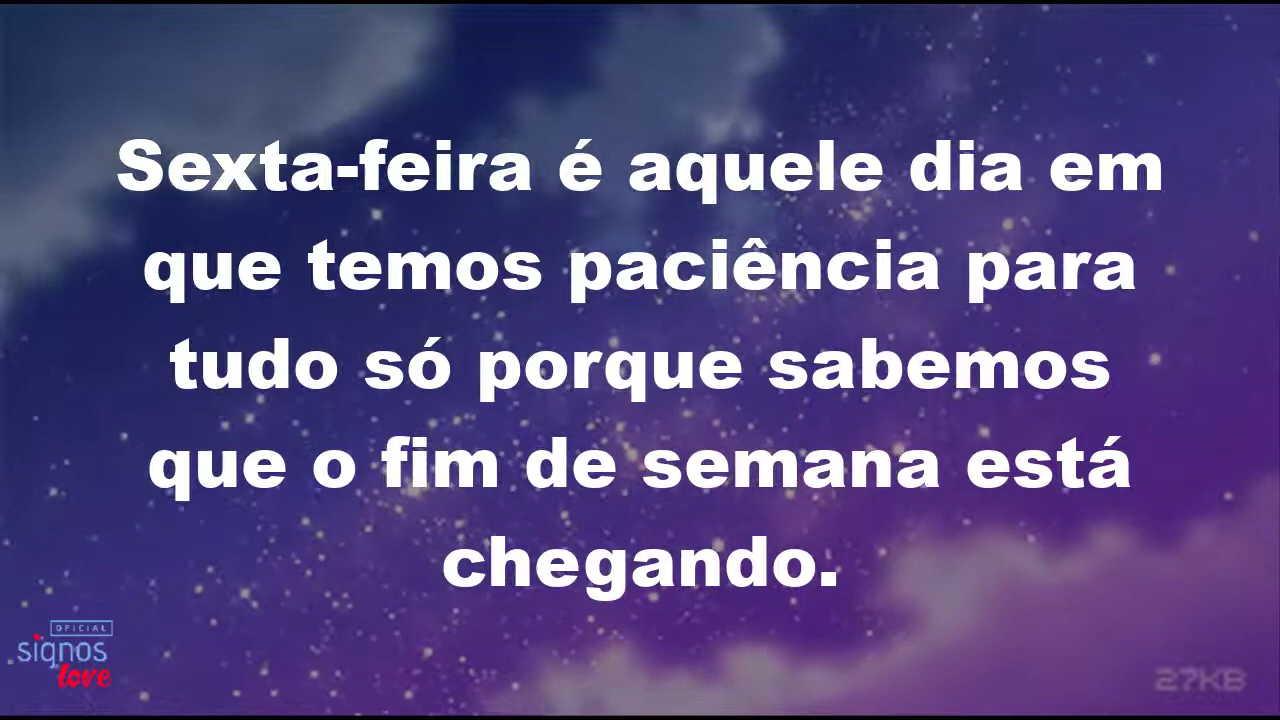 Sexta-feira é aquele dia em
que temos paciência para
tudo só porque sabemos
que o fim de semana está
chegando.
OFICIAL
signos
love
27KB